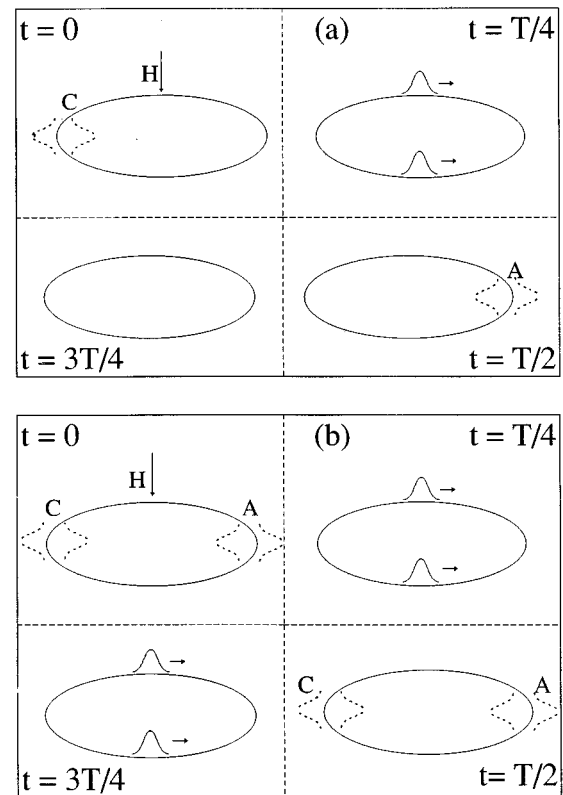 t = 0 (a) t = T/4
H
C
A
t = 3T/4 t = T/2
t = 0 (b) t = T/4
H
C A
C A
t = 3T/4 t= T/2